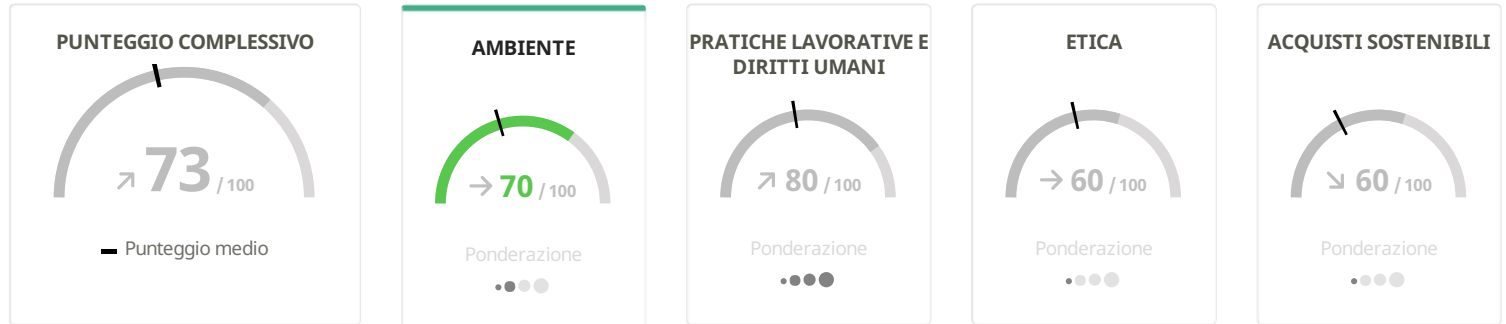 PUNTEGGIO COMPLESSIVO
73 / 100
Punteggio medio
AMBIENTE
70 / 100
Ponderazione
PRATICHE LAVORATIVE E
DIRITTI UMANI
80 / 100
Ponderazione
ETICA
60 / 100
Ponderazione
ACQUISTI SOSTENIBILI
60 / 100
Ponderazione